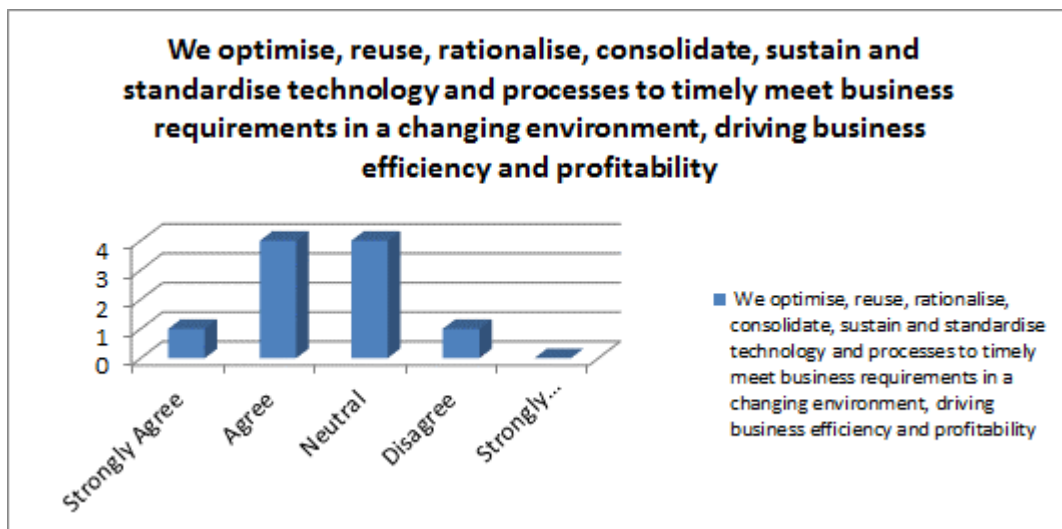 We optimise, reuse, rationalise, consolidate, sustain and
standardise technology and processes to timely meet business
requirements in a changing environment, driving business
efficiency and profitability
4
3
2
1
0
Strongly Agree
Agree
Neutral
Disagree
Strongly...
We optimise, reuse, rationalise,
consolidate, sustain and standardise
technology and processes to timely
meet business requirements in a
changing environment, driving
business efficiency and profitability